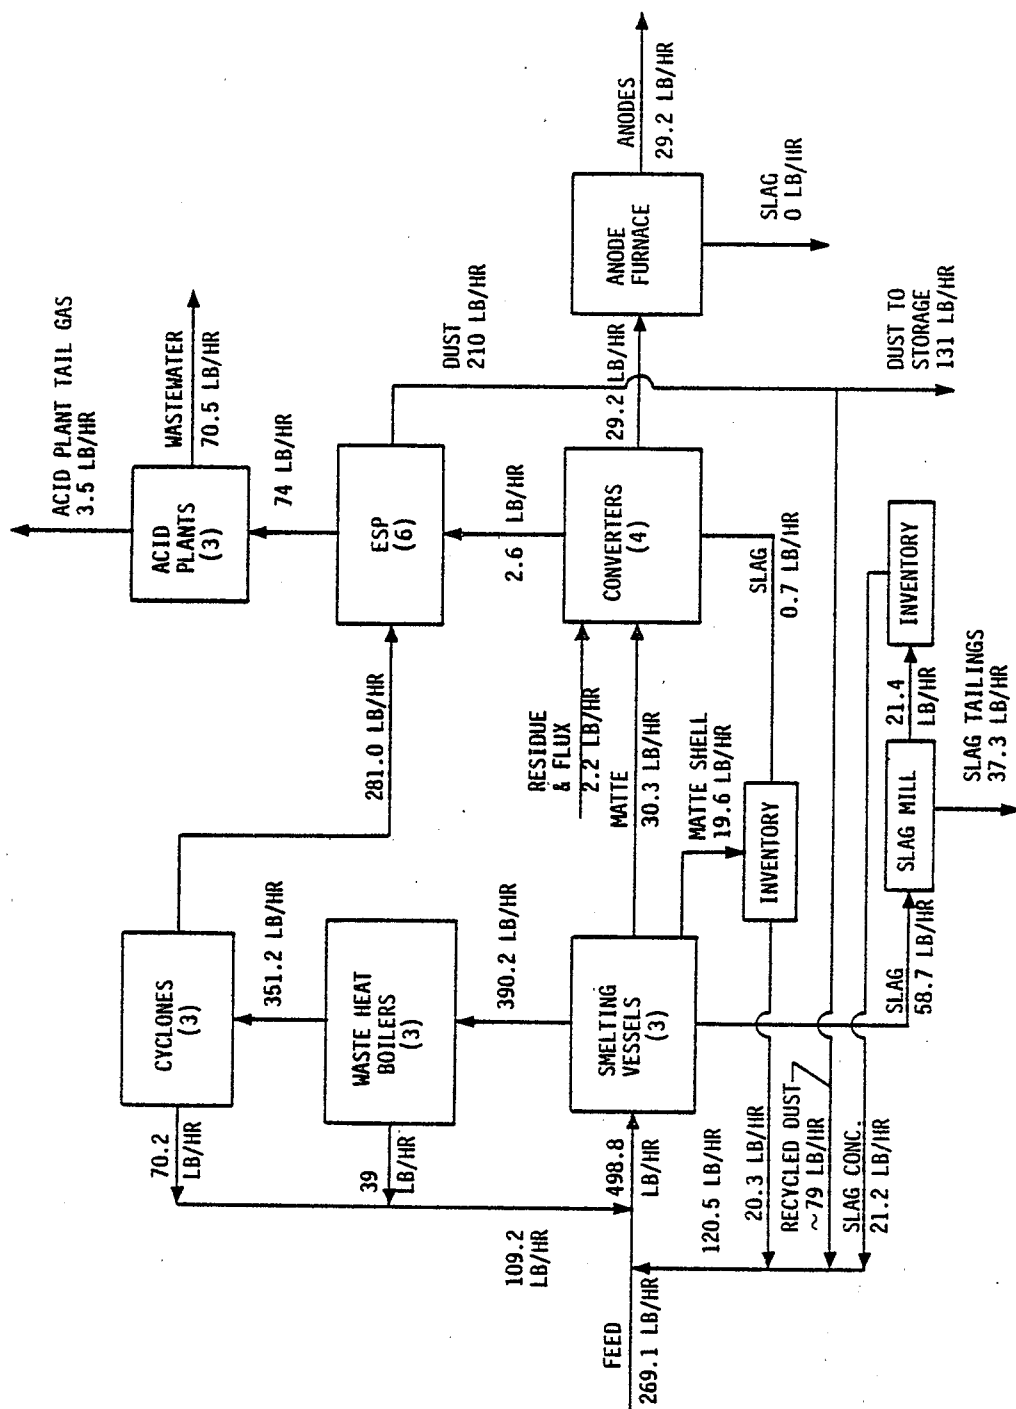 ACID PLANT TAIL GAS
3.5 LB/HR
WASTEWATER
70.5 LB/HR
ACID
PLANTS
(3)
74 LB/HR
DUST
210 LB/HR
ANODES
29.2 LB/HR
CYCLONES
(3)
70.2
LB/HR
351.2 LB/HR
281.0 LB/HR
ESP
(6)
2.6 LB/HR
29.2 LB/HR
ANODE
FURNACE
SLAG
0 LB/HR
WASTE HEAT
BOILERS
(3)
39
LB/HR
390.2 LB/HR
109.2
LB/HR
RESIDUE
& FLUX
2.2 LB/HR
CONVERTERS
(4)
MATTE
30.3 LB/HR
FEED
269.1 LB/HR
498.8
LB/HR
SMELTING
VESSELS
(3)
MATTE SHELL
19.6 LB/HR
SLAG
0.7 LB/HR
120.5 LB/HR
20.3 LB/HR
INVENTORY
RECYCLED DUST
~79 LB/HR
DUST TO
STORAGE
131 LB/HR
SLAG CONC.
21.2 LB/HR
SLAG
58.7 LB/HR
SLAG MILL
21.4
LB/HR
INVENTORY
SLAG TAILINGS
37.3 LB/HR